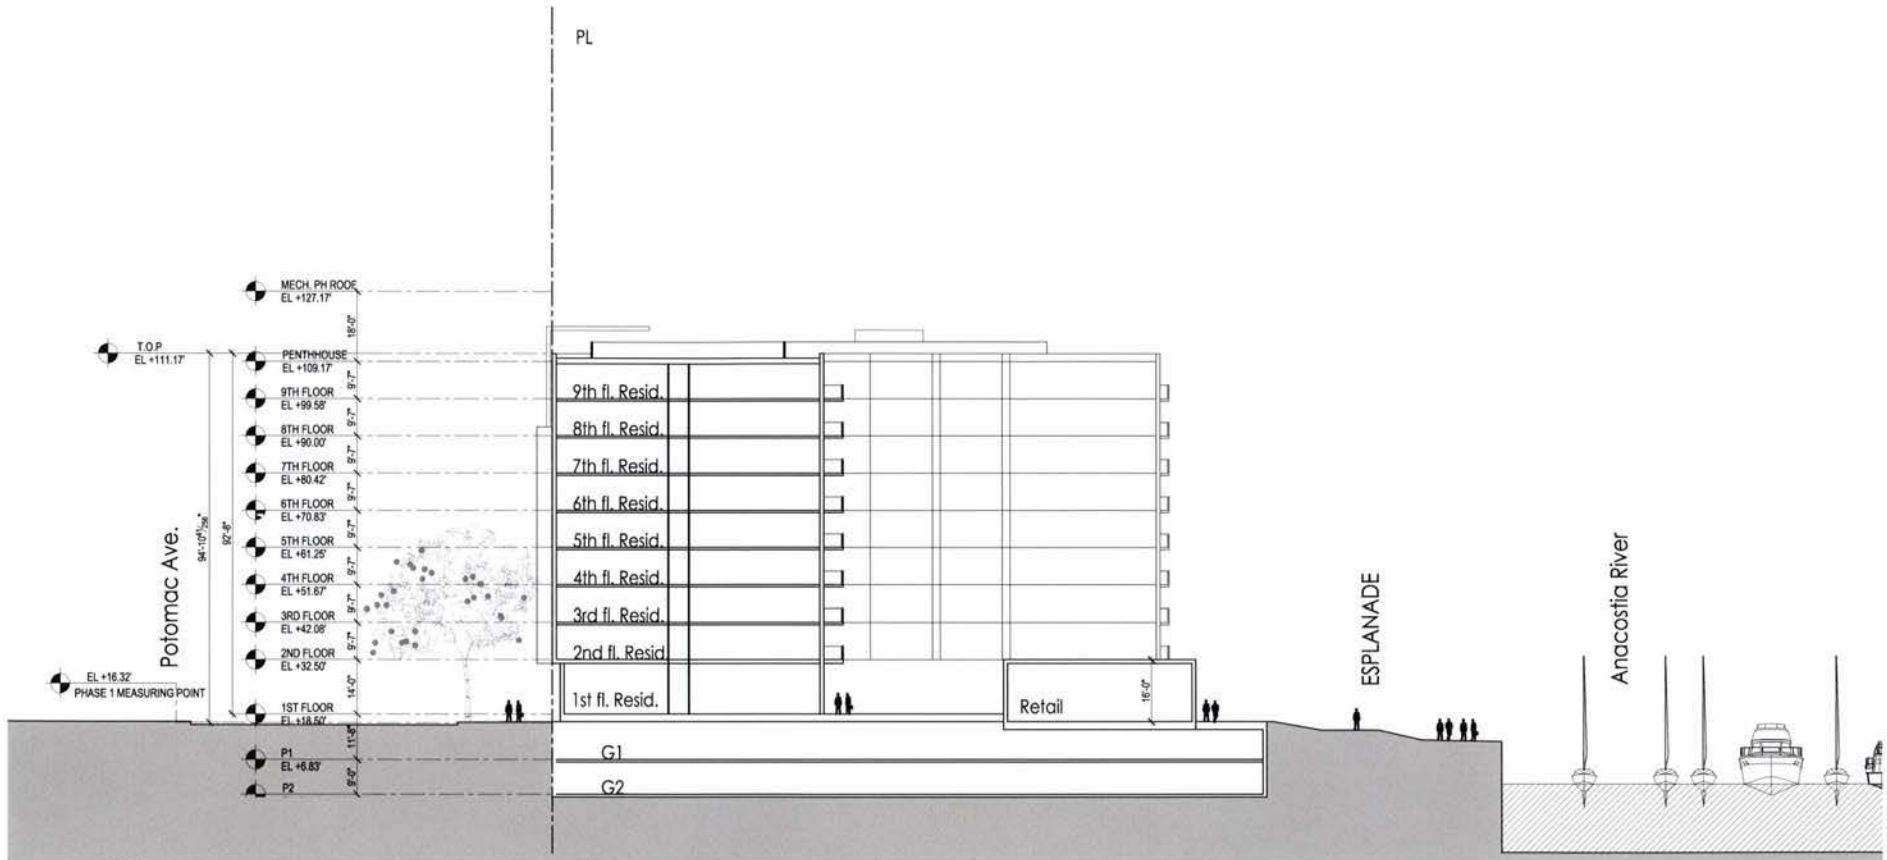 PL
MECH. PH ROOF
EL +127.17'
18'-0"
T.O.P
EL +111.17'
PENTHHOUSE
EL +109.17'
9'-7"
9th fl. Resid.
9TH FLOOR
EL +99.58'
9'-7"
8th fl. Resid.
8TH FLOOR
EL +90.00'
9'-7"
7th fl. Resid.
7TH FLOOR
EL +80.42'
9'-7"
6th fl. Resid.
6TH FLOOR
EL +70.83'
9'-7"
5th fl. Resid.
5TH FLOOR
EL +61.25'
9'-7"
4th fl. Resid.
4TH FLOOR
EL +51.67'
9'-7"
3rd fl. Resid.
3RD FLOOR
EL +42.08'
9'-7"
2nd fl. Resid.
2ND FLOOR
EL +32.50'
92'-8"
Potomac Ave.
EL +16.32'
PHASE 1 MEASURING POINT
14'-0"
1st fl. Resid.
Retail
16'-0"
ESPLANADE
Anacostia River
1ST FLOOR
EL +18.50'
11'-8"
P1
EL +6.83'
G1
9'-0"
P2
G2